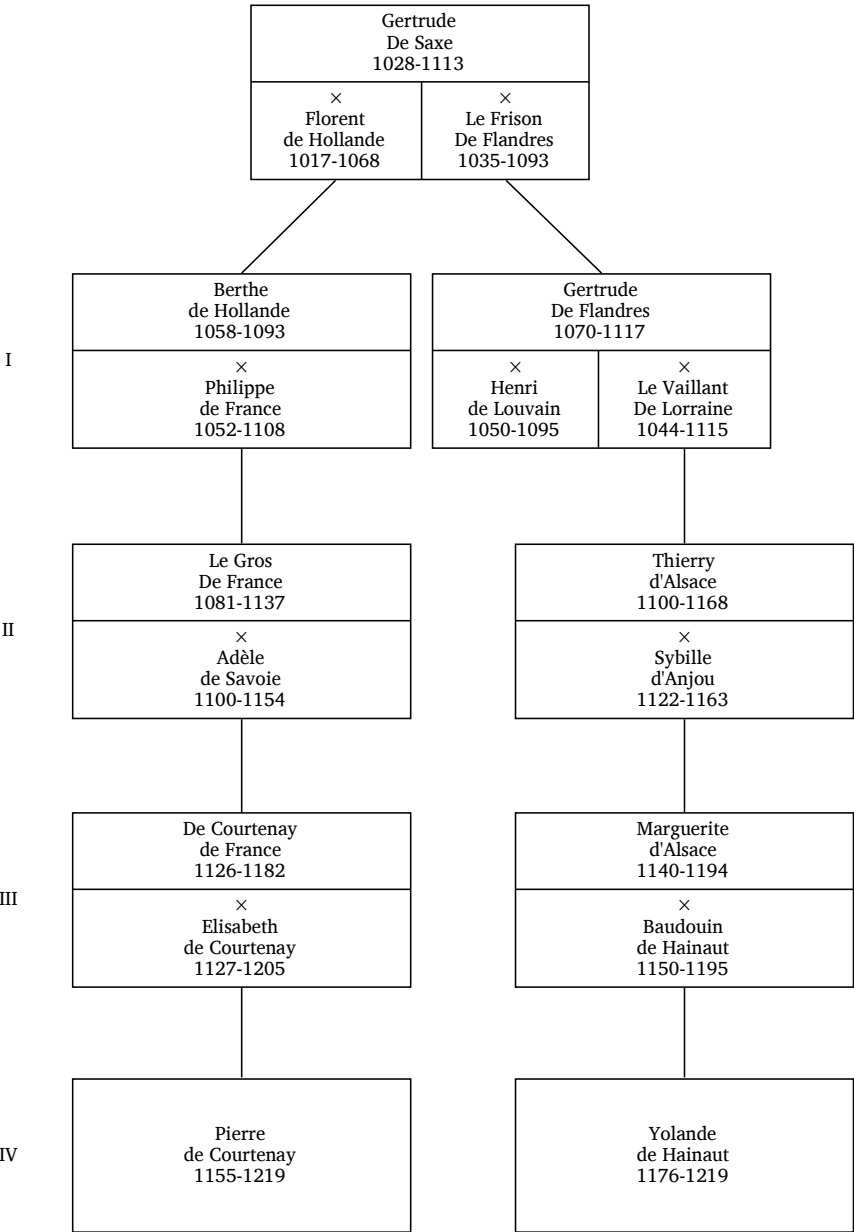 Gertrude
De Saxe
1028-1113
×
Florent
de Hollande
1017-1068
×
Le Frison
De Flandres
1035-1093
I
Berthe
de Hollande
1058-1093
×
Philippe
de France
1052-1108
Gertrude
De Flandres
1070-1117
×
Henri
de Louvain
1050-1095
×
Le Vaillant
De Lorraine
1044-1115
II
Le Gros
De France
1081-1137
×
Adèle
de Savoie
1100-1154
Thierry
d'Alsace
1100-1168
×
Sybille
d'Anjou
1122-1163
III
De Courtenay
de France
1126-1182
×
Elisabeth
de Courtenay
1127-1205
Marguerite
d'Alsace
1140-1194
×
Baudouin
de Hainaut
1150-1195
IV
Pierre
de Courtenay
1155-1219
Yolande
de Hainaut
1176-1219